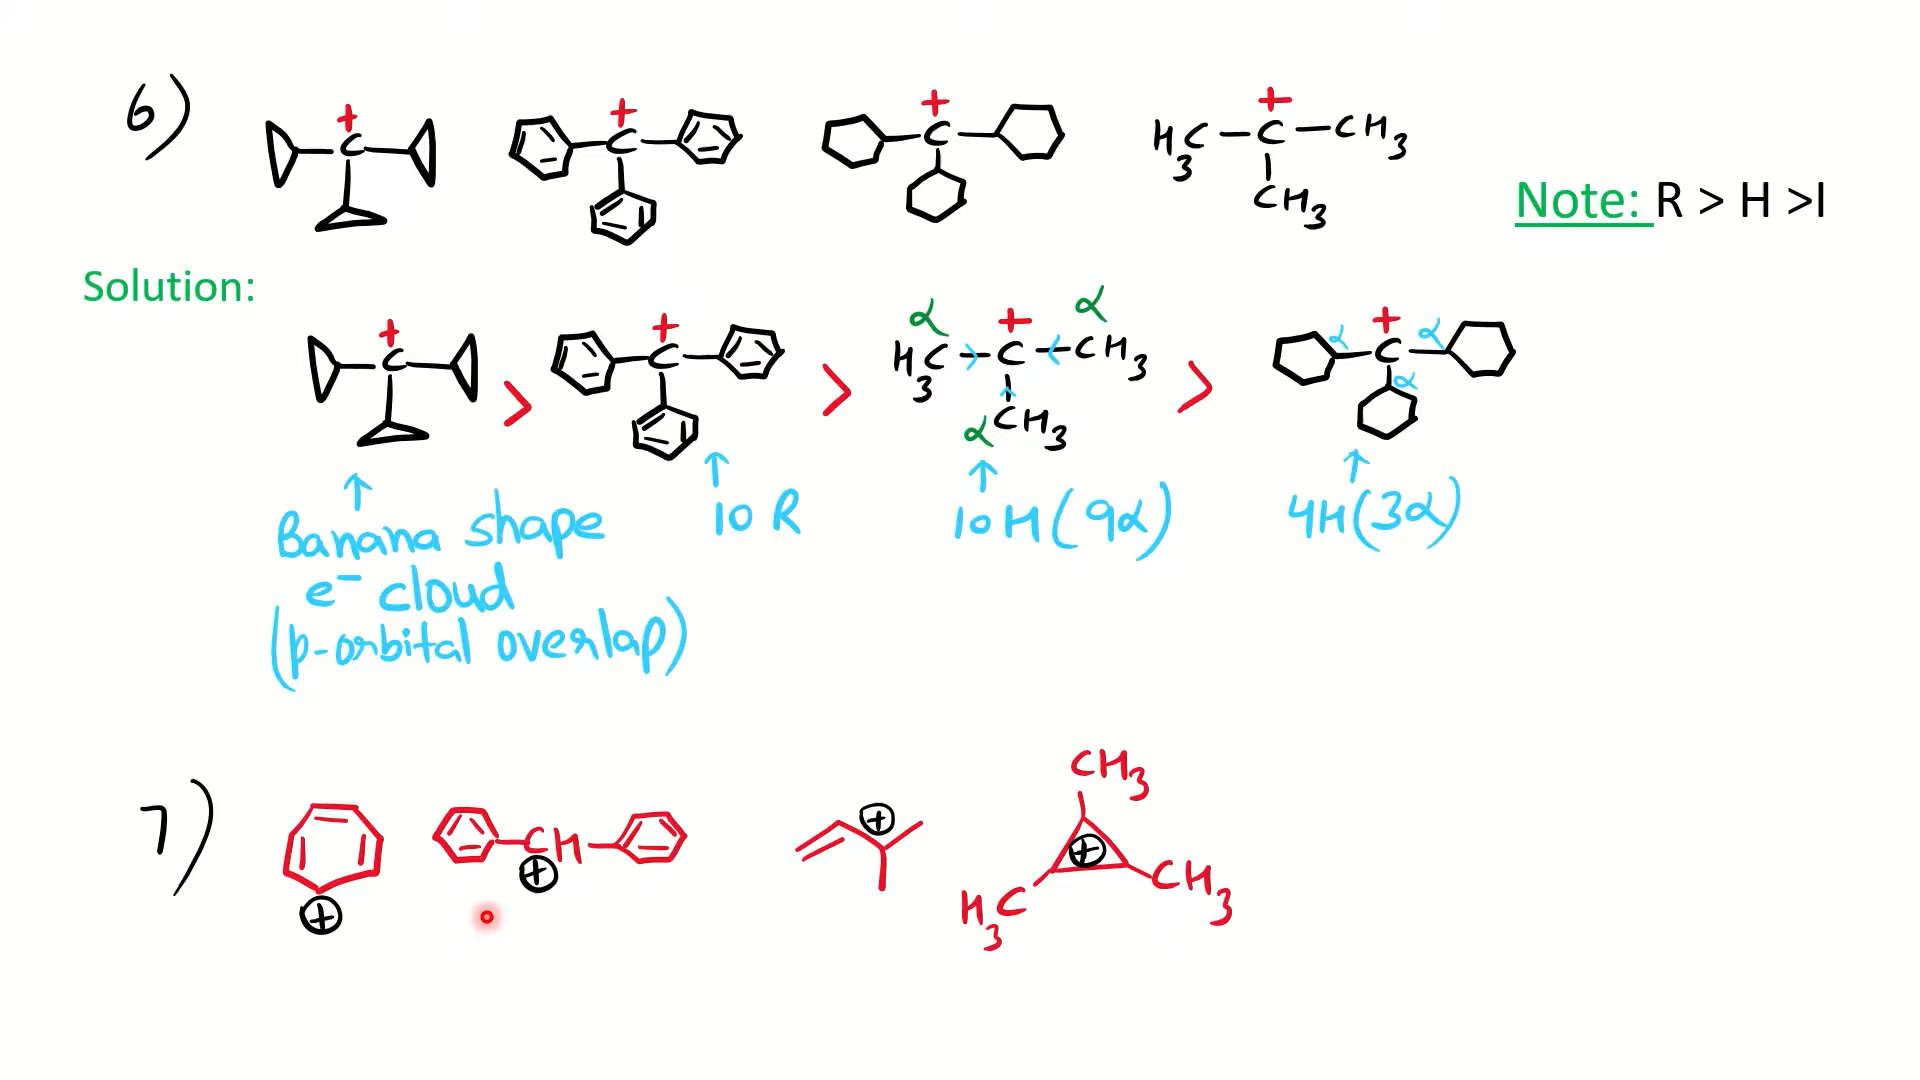 6)
+ + + +
C C C H3C – C – CH3
CH3
Note: R > H >I
Solution:
+ + α + α +
C > C > H3C – C – CH3 > α C α
α CH3 α
Banana shape 10 R 10H (9α) 4H (3α)
e⁻ cloud
(p-orbital overlap)
7)
CH3
CH + +
+ + H3C CH3